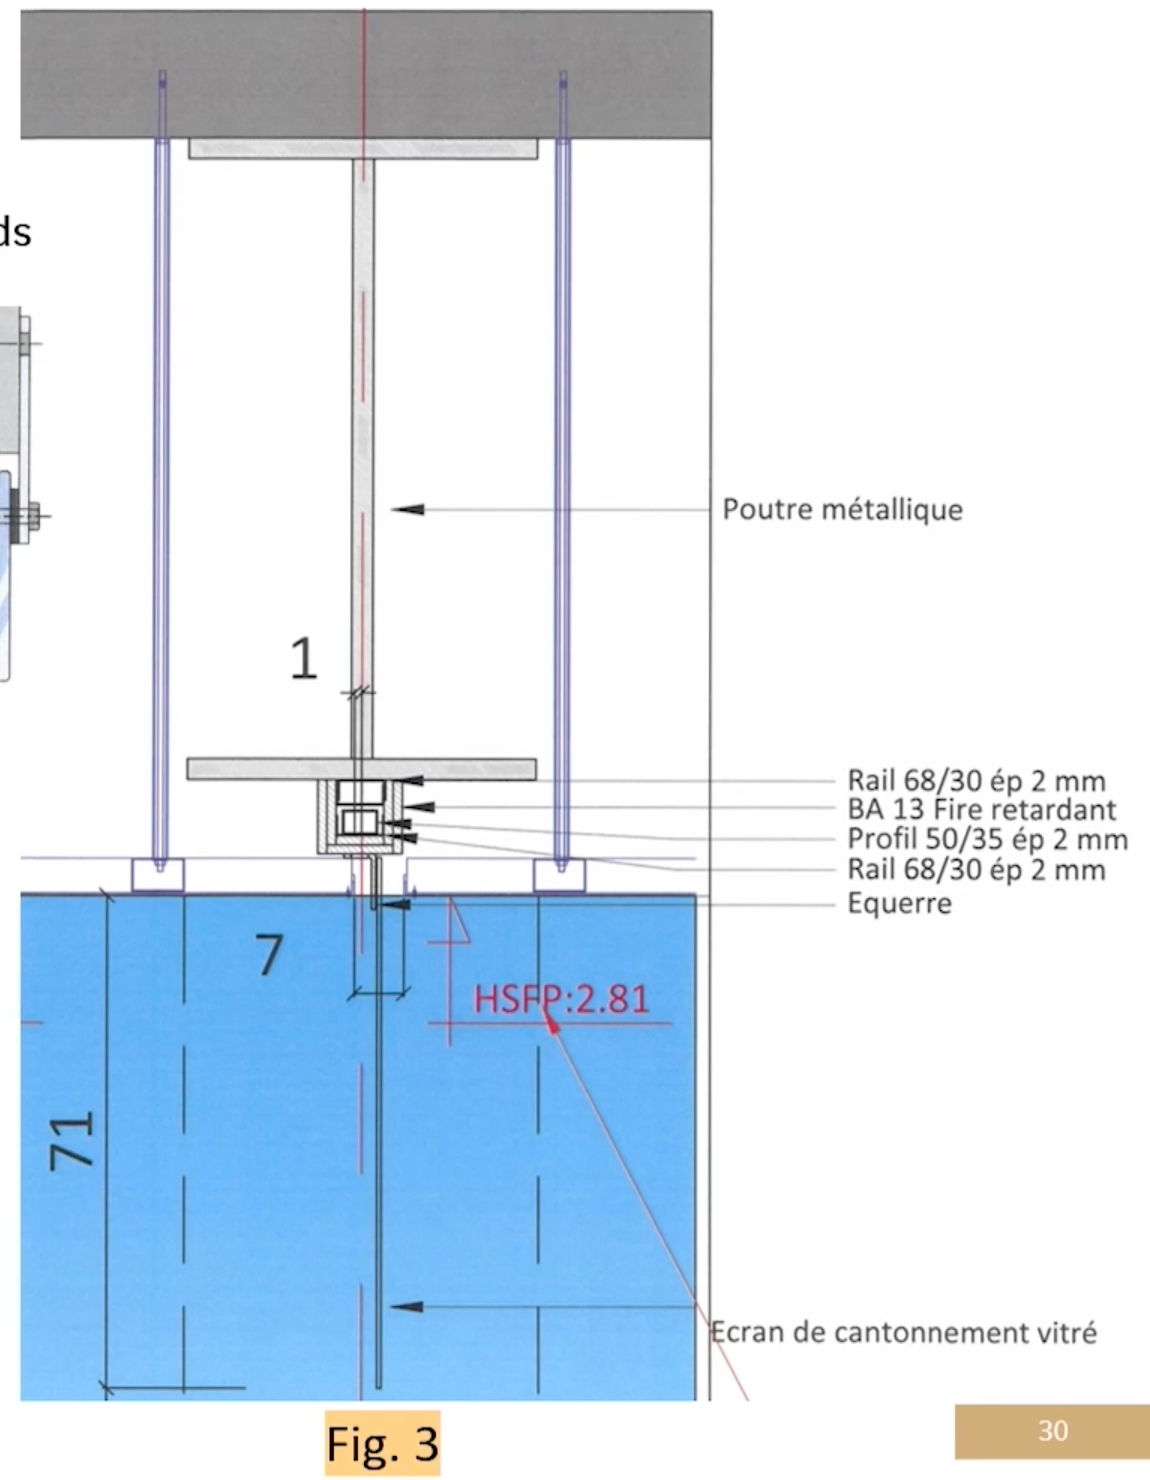 ds
Poutre métallique
1
Rail 68/30 ép 2 mm
BA 13 Fire retardant
Profil 50/35 ép 2 mm
Rail 68/30 ép 2 mm
Equerre
7
HSFP:2.81
71
Ecran de cantonnement vitré
Fig. 3
30